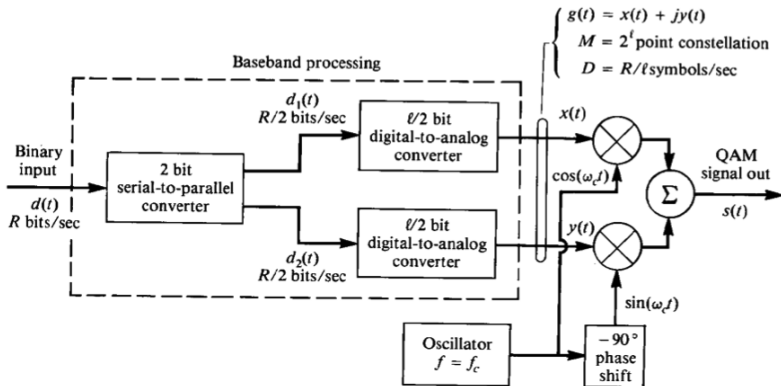 g(t) = x(t) + jy(t)
M = 2^ℓ point constellation
D = R/ℓ symbols/sec
Baseband processing
d₁(t)
R/2 bits/sec
ℓ/2 bit
digital-to-analog
converter
x(t)
Binary
input
d(t)
R bits/sec
2 bit
serial-to-parallel
converter
cos(ω_c t)
Σ
QAM
signal out
s(t)
d₂(t)
R/2 bits/sec
ℓ/2 bit
digital-to-analog
converter
y(t)
sin(ω_c t)
Oscillator
f = f_c
−90°
phase
shift